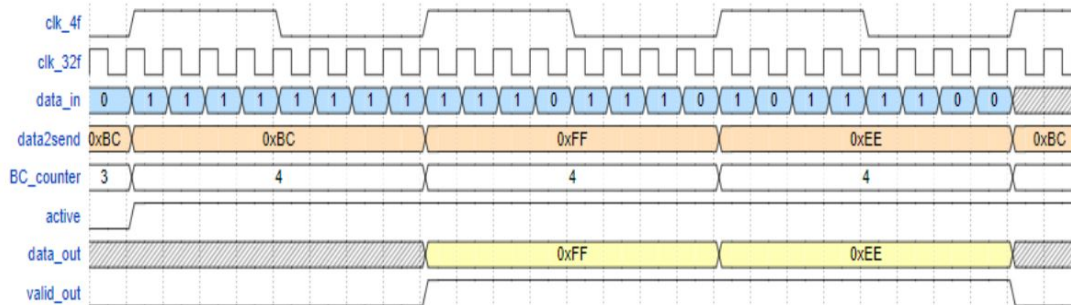 clk_4f
clk_32f
data_in 0 1 1 1 1 1 1 1 1 1 1 1 0 1 1 1 0 1 0 1 1 1 1 0 0
data2send 0xBC 0xBC 0xFF 0xEE 0xBC
BC_counter 3 4 4 4
active
data_out 0xFF 0xEE
valid_out